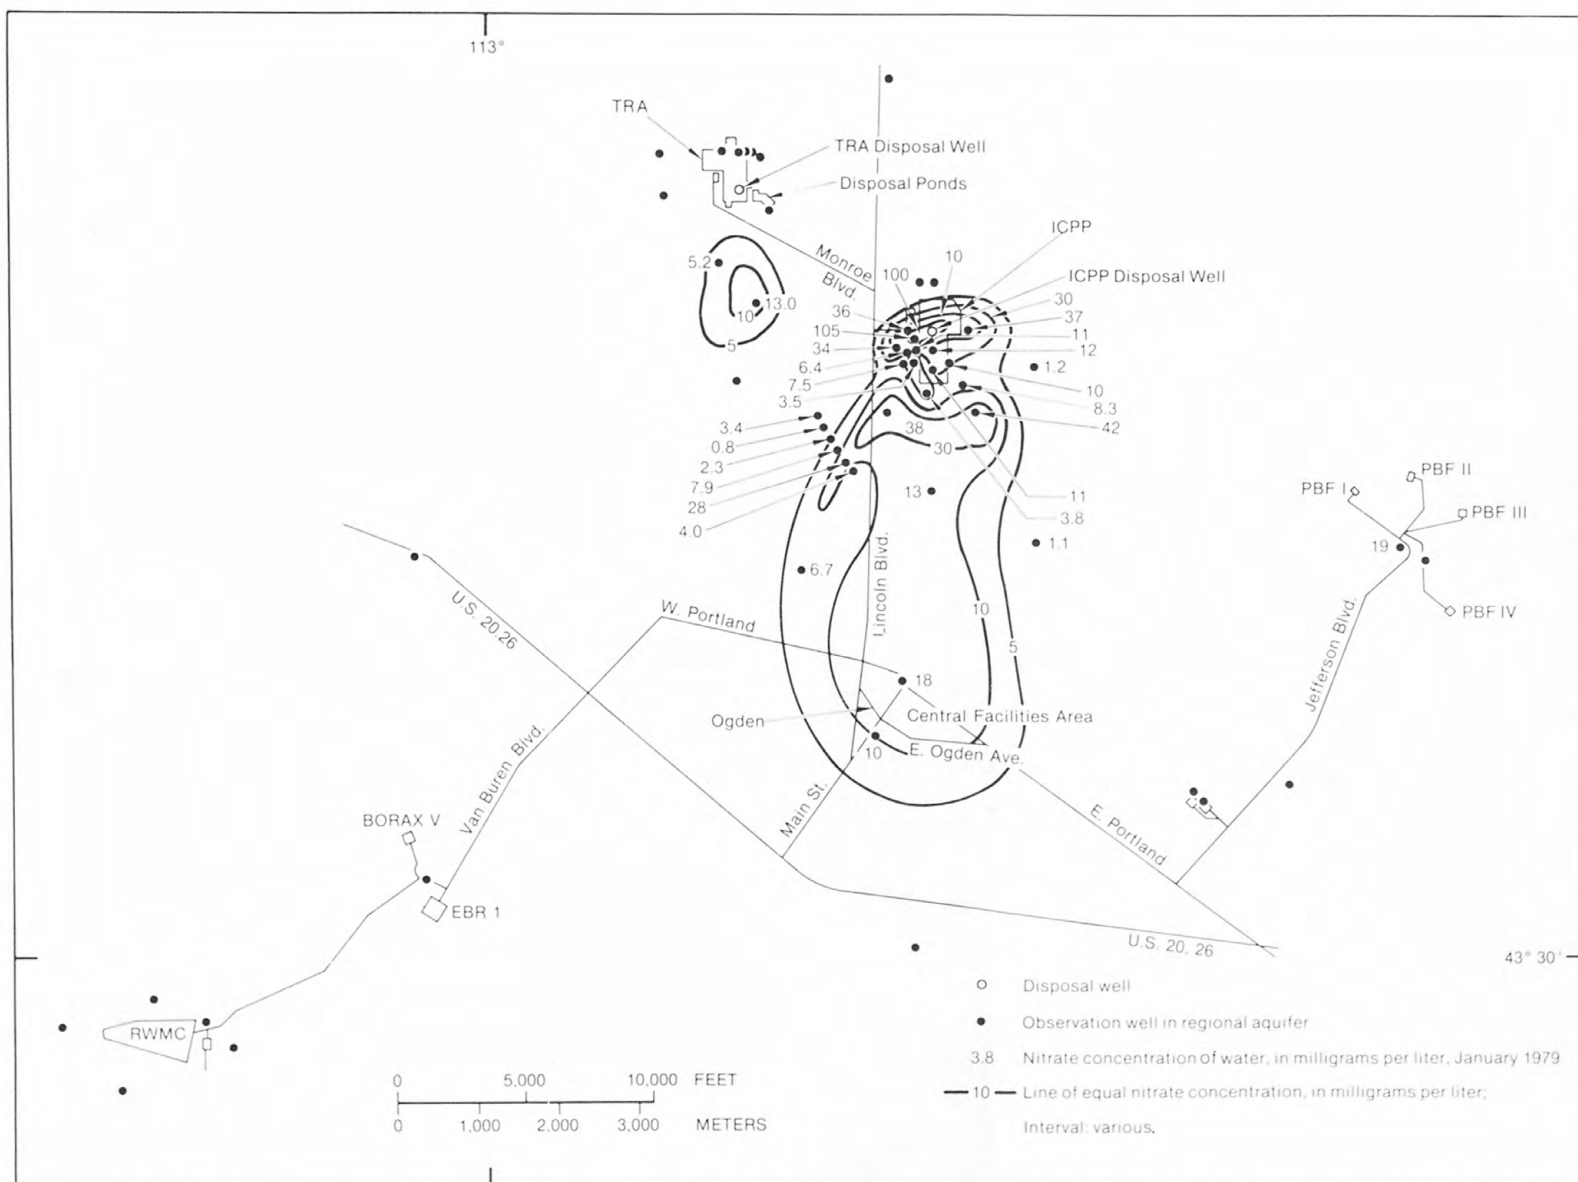 113°
TRA
TRA Disposal Well
Disposal Ponds
ICPP
Monroe
Blvd.
10
100
ICPP Disposal Well
5.2
13.0
10
5
36
105
34
6.4
7.5
3.5
30
37
11
12
1.2
10
8.3
42
3.4
0.8
2.3
7.9
28
4.0
38
30
13
11
3.8
1.1
PBF I
PBF II
PBF III
19
PBF IV
6.7
Lincoln Blvd.
U.S. 20,26
W. Portland
10
5
Jefferson Blvd.
18
Ogden
Central Facilities Area
10
E. Ogden Ave.
Van Buren Blvd.
Main St.
E. Portland
BORAX V
EBR 1
U.S. 20, 26
43° 30'
RWMC
Disposal well
Observation well in regional aquifer
3.8 Nitrate concentration of water, in milligrams per liter, January 1979
10 Line of equal nitrate concentration, in milligrams per liter;
Interval: various.
0 5,000 10,000 FEET
0 1,000 2,000 3,000 METERS